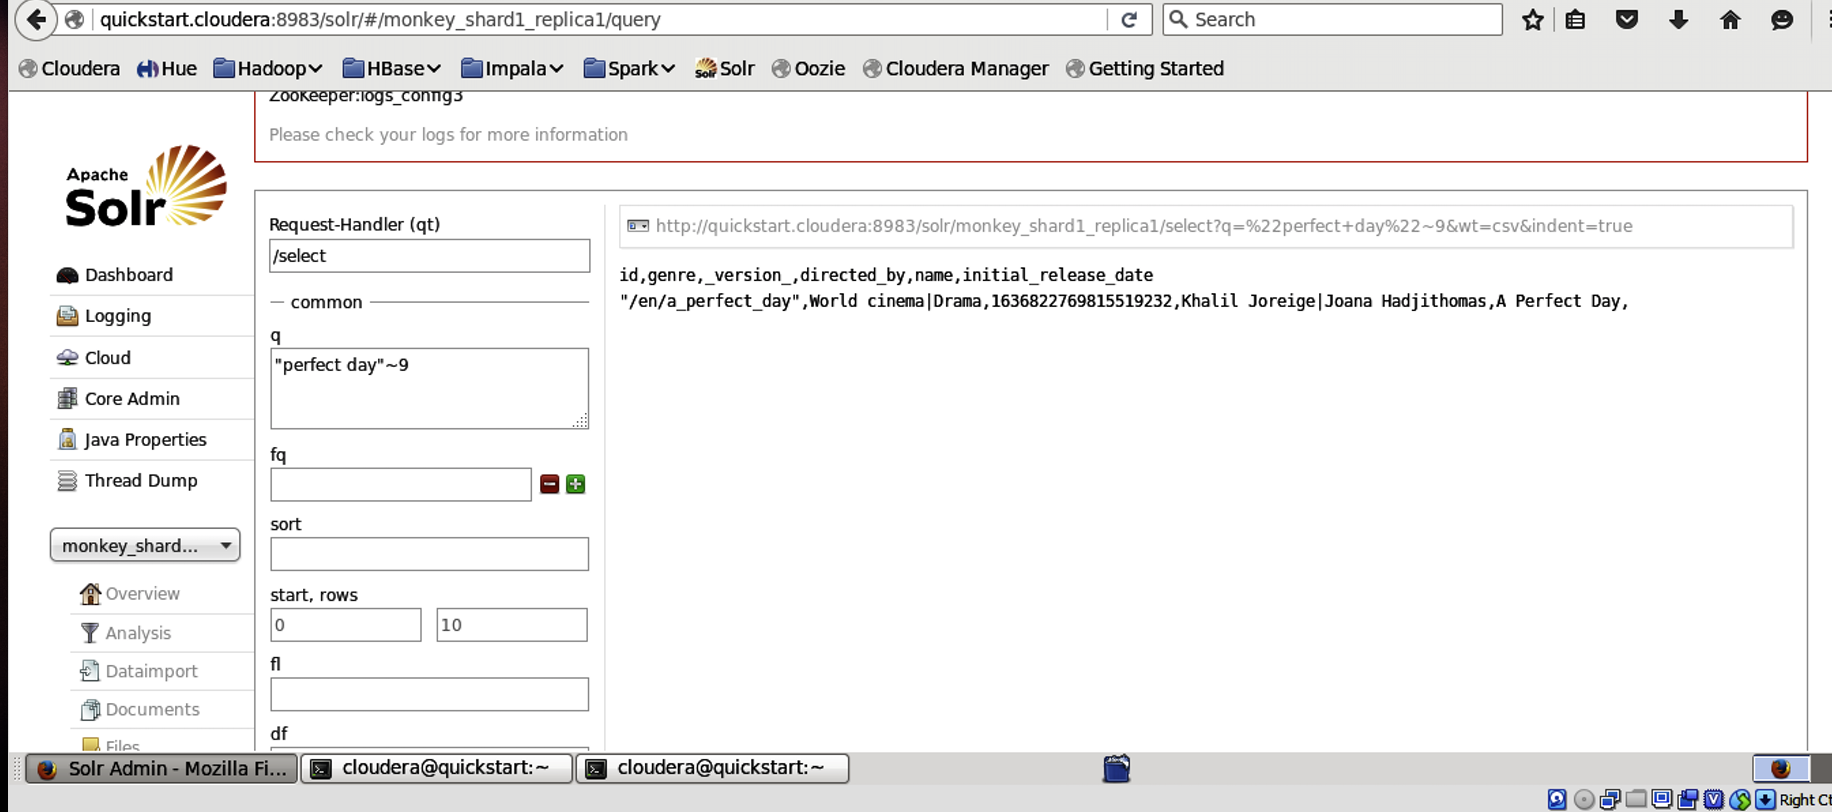 quickstart.cloudera:8983/solr/#/monkey_shard1_replica1/query
Search
Cloudera Hue Hadoop HBase Impala Spark Solr Oozie Cloudera Manager Getting Started
ZooKeeper:logs_config3
Please check your logs for more information
Apache
Solr
Dashboard
Logging
Cloud
Core Admin
Java Properties
Thread Dump
monkey_shard...
Overview
Analysis
Dataimport
Documents
Files
Request-Handler (qt)
/select
common
q
"perfect day"~9
fq
sort
start, rows
0 10
fl
df
http://quickstart.cloudera:8983/solr/monkey_shard1_replica1/select?q=%22perfect+day%22~9&wt=csv&indent=true
id,genre,_version_,directed_by,name,initial_release_date
"/en/a_perfect_day",World cinema|Drama,1636822769815519232,Khalil Joreige|Joana Hadjithomas,A Perfect Day,
Solr Admin - Mozilla Fi... cloudera@quickstart:~ cloudera@quickstart:~
Right Ct